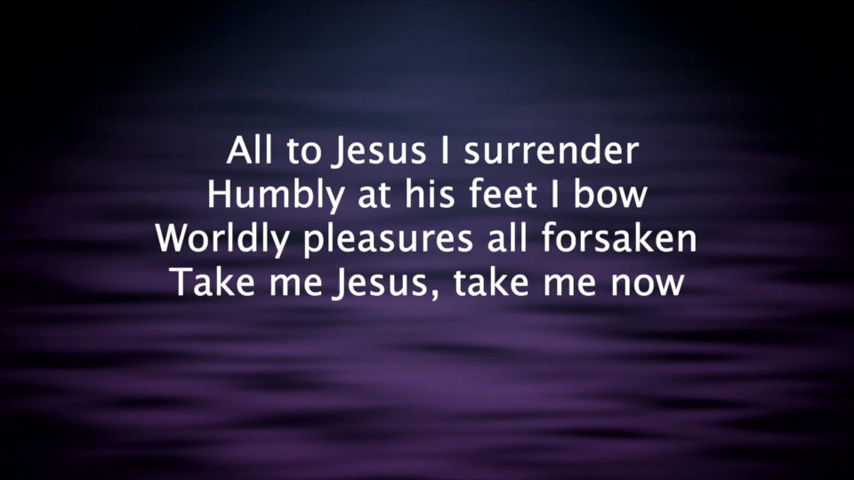 All to Jesus I surrender
Humbly at his feet I bow
Worldly pleasures all forsaken
Take me Jesus, take me now